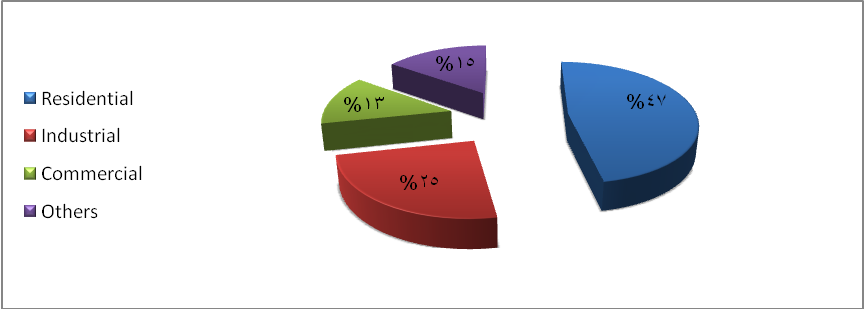 Residential
Industrial
Commercial
Others
%١٥
%١٣
%٤٧
%٢٥